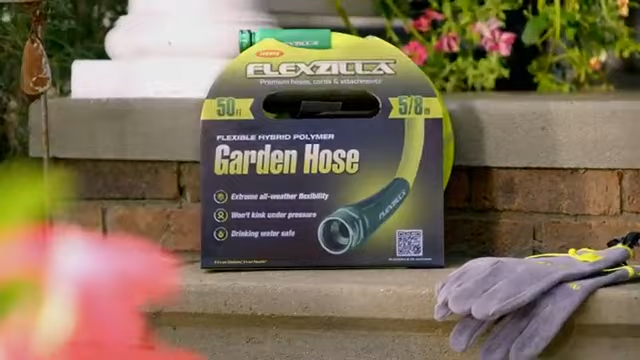 FLEXZILLA
Premium hoses, cords & attachments
50FT
5/8IN
FLEXIBLE HYBRID POLYMER
Garden Hose
Extreme all-weather flexibility
Won't kink under pressure
Drinking water safe
FLEXZILLA